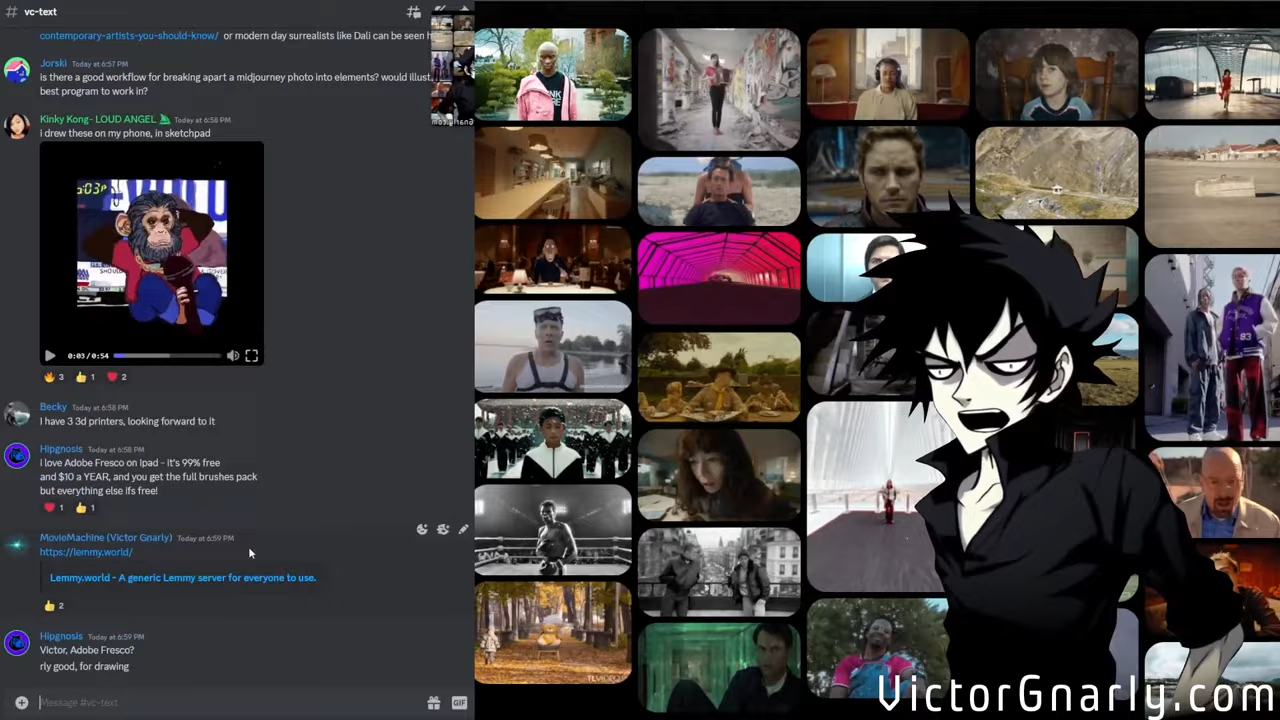 vc-text
contemporary-artists-you-should-know/ or modern day surrealists like Dali can be seen h
Jorski Today at 6:57 PM
is there a good workflow for breaking apart a midjourney photo into elements? would illust
best program to work in?
Kinky Kong- LOUD ANGEL Today at 6:58 PM
i drew these on my phone, in sketchpad
0:03 / 0:54
3 1 2
Becky Today at 6:58 PM
I have 3 3d printers, looking forward to it
Hipgnosis Today at 6:58 PM
I love Adobe Fresco on ipad - it's 99% free
and $10 a YEAR, and you get the full brushes pack
but everything else ifs free!
1 1
MovieMachine (Victor Gnarly) Today at 6:59 PM
https://lemmy.world/
Lemmy.world - A generic Lemmy server for everyone to use.
2
Hipgnosis Today at 6:59 PM
Victor, Adobe Fresco?
rly good, for drawing
Message #vc-text
GIF
93
VictorGnarly.com